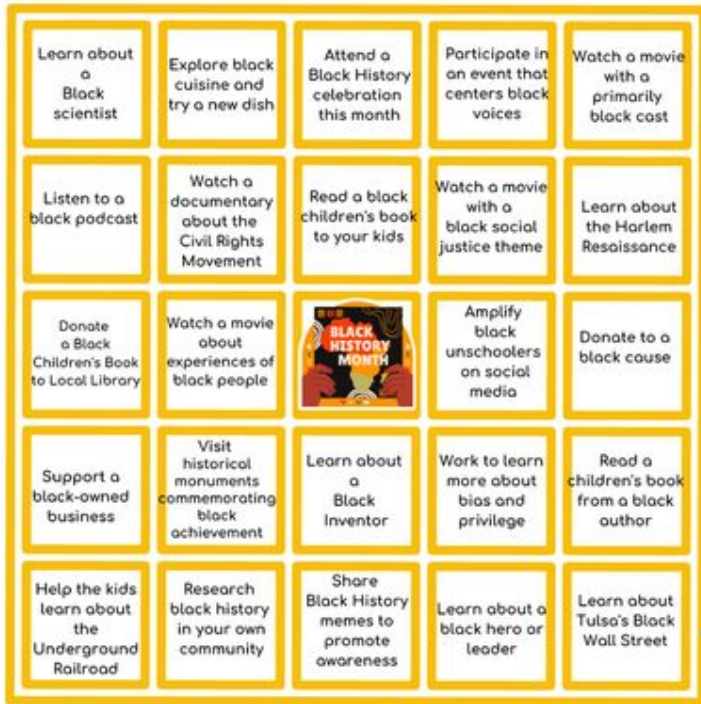 Learn about
a
Black
scientist
Explore black
cuisine and
try a new dish
Attend a
Black History
celebration
this month
Participate in
an event that
centers black
voices
Watch a movie
with a
primarily
black cast
Listen to a
black podcast
Watch a
documentary
about the
Civil Rights
Movement
Read a black
children's book
to your kids
Watch a movie
with a
black social
justice theme
Learn about
the Harlem
Resaissance
Donate
a Black
Children's Book
to Local Library
Watch a movie
about
experiences of
black people
BLACK
HISTORY
MONTH
Amplify
black
unschoolers
on social
media
Donate to a
black cause
Support a
black-owned
business
Visit
historical
monuments
commemorating
black
achievement
Learn about
a
Black
Inventor
Work to learn
more about
bias and
privilege
Read a
children's book
from a black
author
Help the kids
learn about
the
Underground
Railroad
Research
black history
in your own
community
Share
Black History
memes to
promote
awareness
Learn about a
black hero or
leader
Learn about
Tulsa's Black
Wall Street